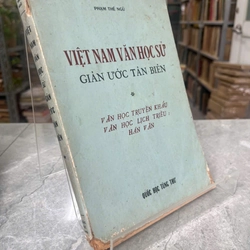 PHẠM THẾ NGŨ
VIỆT NAM VĂN HỌC SỬ
GIẢN ƯỚC TÂN BIÊN
VĂN HỌC TRUYỀN KHẨU
VĂN HỌC LỊCH TRIỀU:
HÁN VĂN
QUỐC HỌC TÙNG THƯ